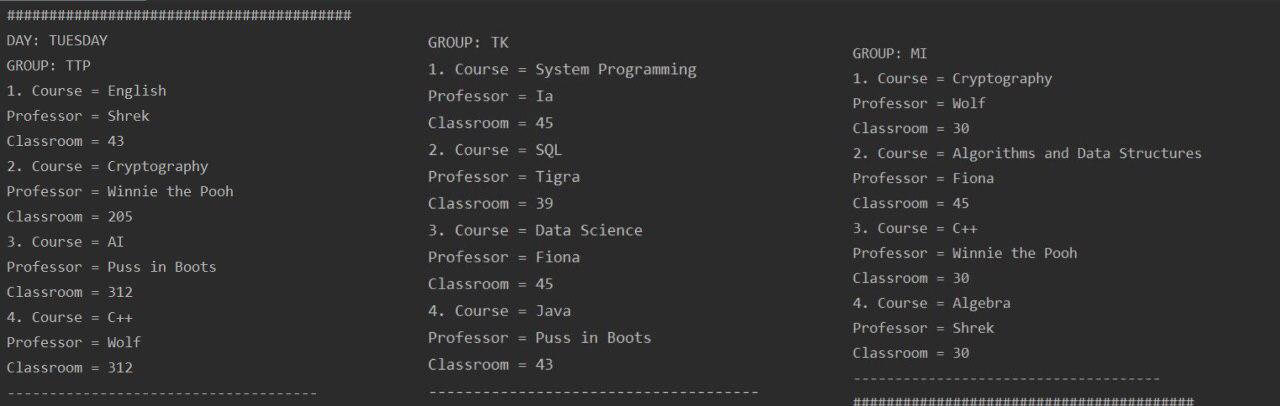 #########################################
DAY: TUESDAY
GROUP: TTP
1. Course = English
Professor = Shrek
Classroom = 43
2. Course = Cryptography
Professor = Winnie the Pooh
Classroom = 205
3. Course = AI
Professor = Puss in Boots
Classroom = 312
4. Course = C++
Professor = Wolf
Classroom = 312
-------------------------------------
GROUP: TK
1. Course = System Programming
Professor = Ia
Classroom = 45
2. Course = SQL
Professor = Tigra
Classroom = 39
3. Course = Data Science
Professor = Fiona
Classroom = 45
4. Course = Java
Professor = Puss in Boots
Classroom = 43
-------------------------------------
GROUP: MI
1. Course = Cryptography
Professor = Wolf
Classroom = 30
2. Course = Algorithms and Data Structures
Professor = Fiona
Classroom = 45
3. Course = C++
Professor = Winnie the Pooh
Classroom = 30
4. Course = Algebra
Professor = Shrek
Classroom = 30
-------------------------------------
#########################################